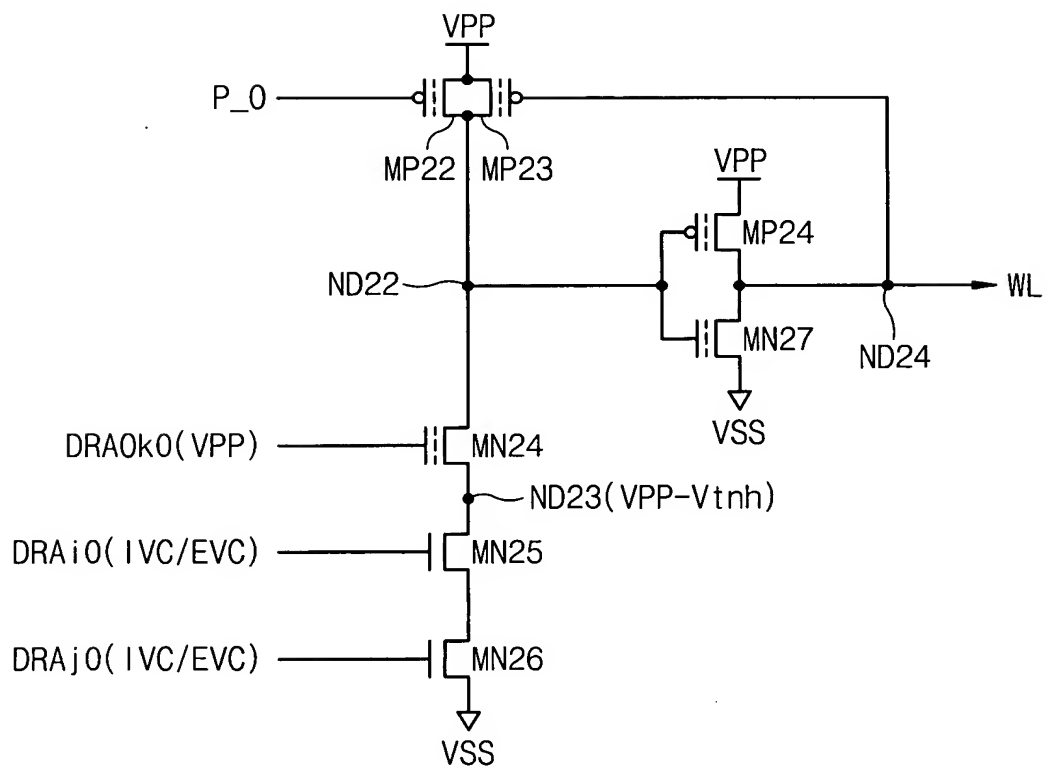 VPP
P_0
MP22 MP23
VPP
MP24
ND22
WL
MN27
ND24
VSS
DRA0k0(VPP)
MN24
ND23(VPP-Vtnh)
DRAi0(IVC/EVC)
MN25
DRAj0(IVC/EVC)
MN26
VSS